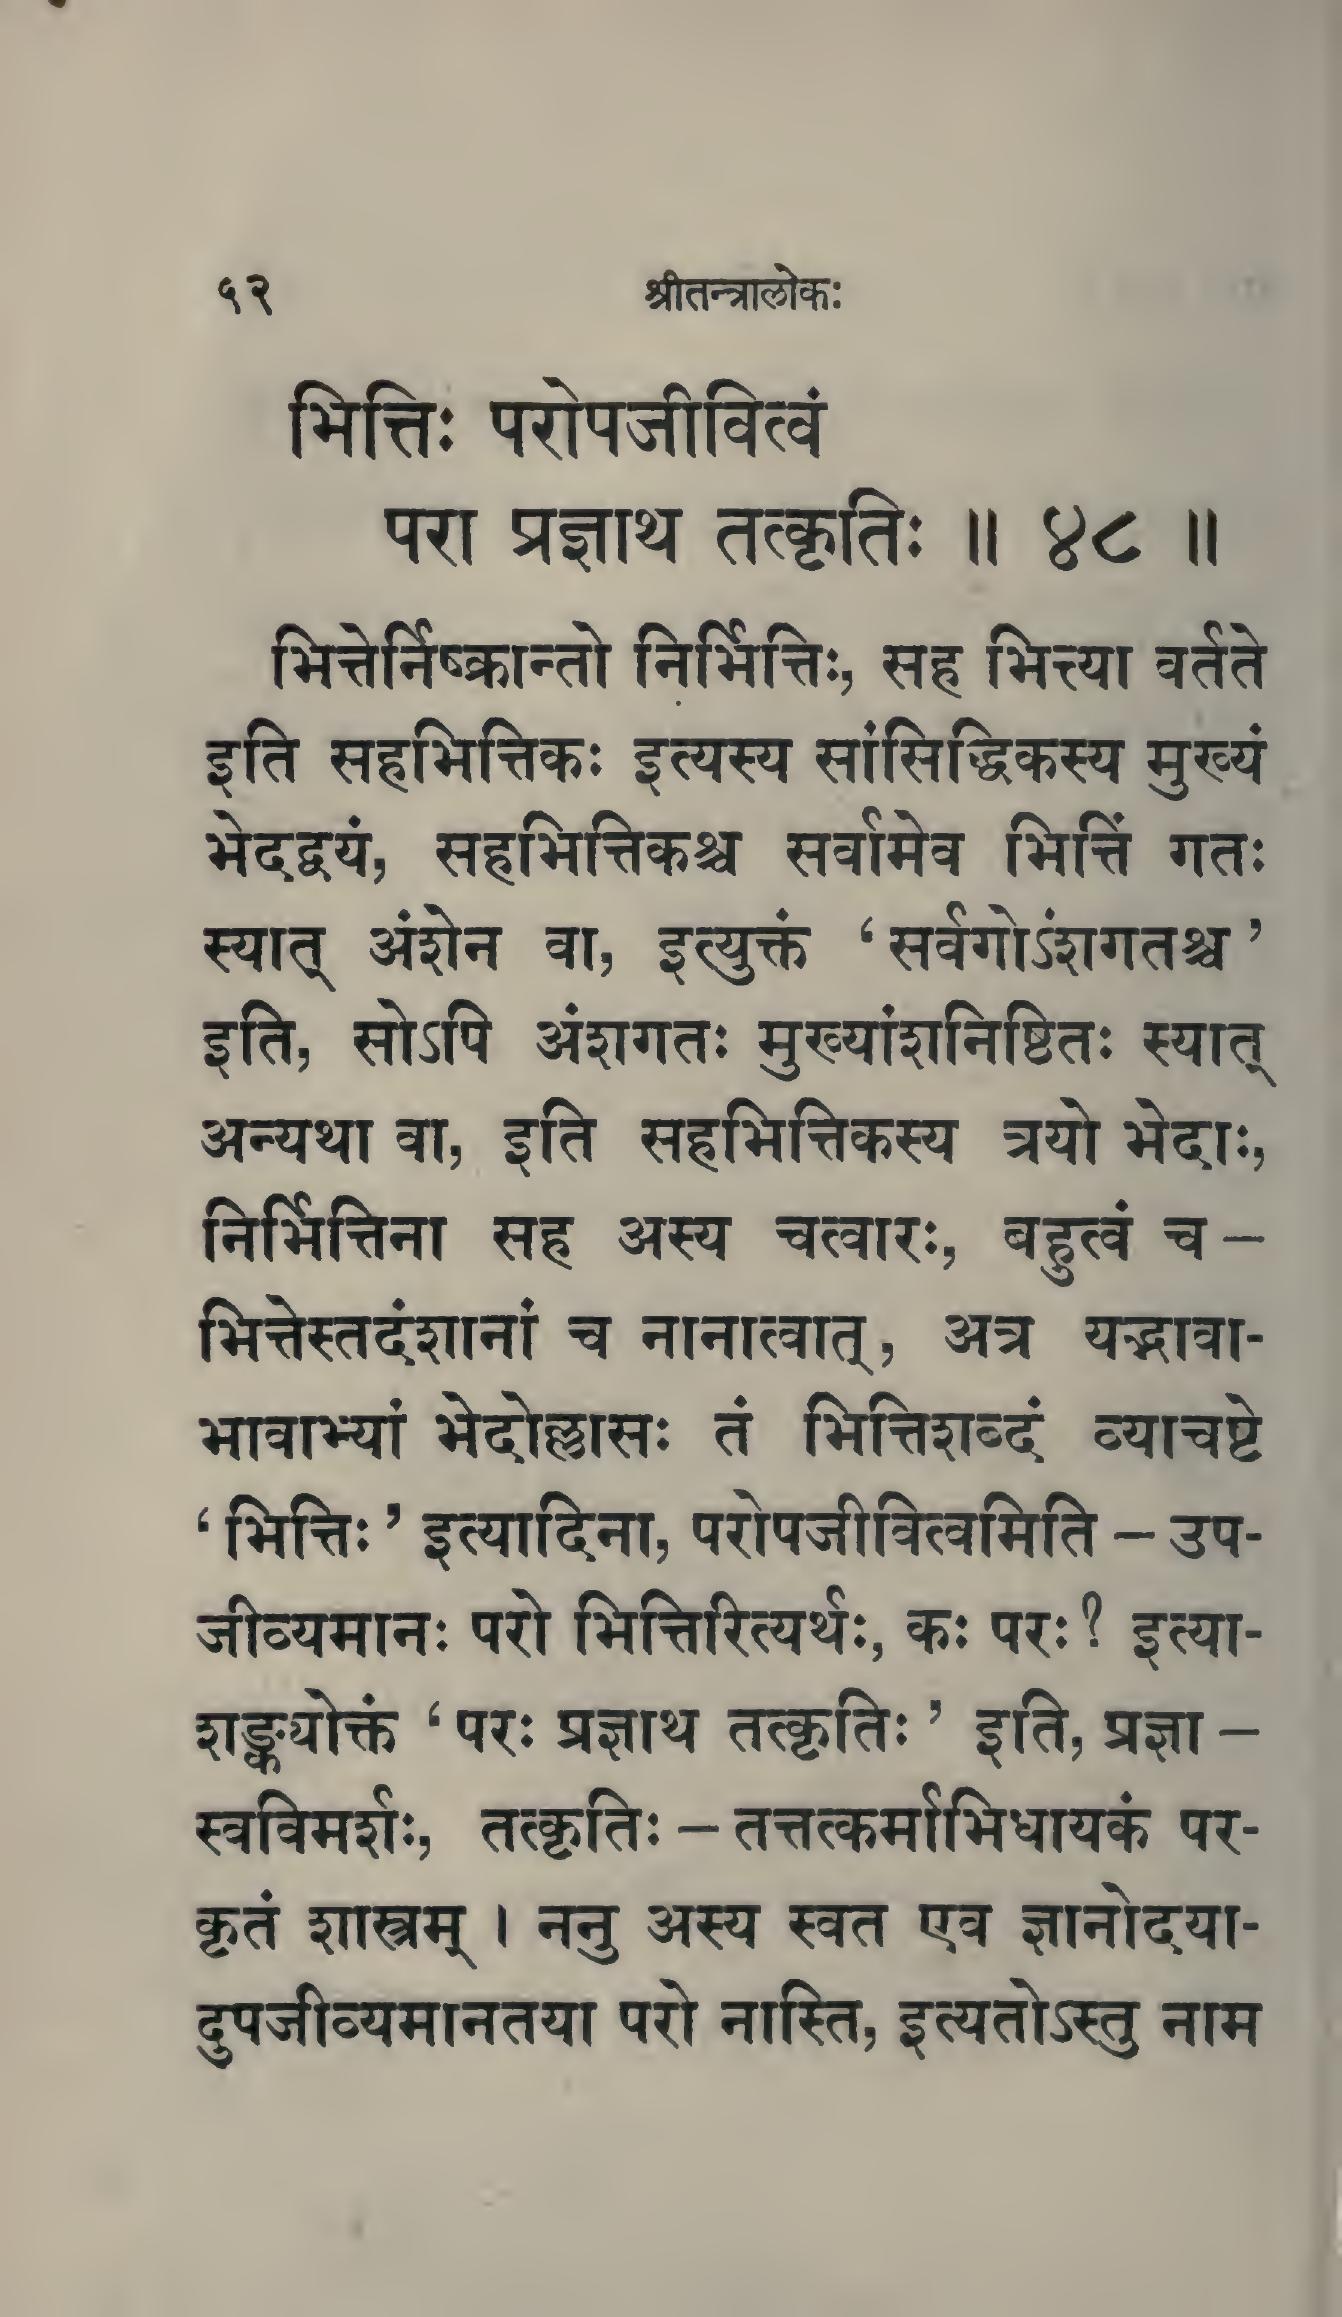 ५२ श्रीतन्त्रालोकः
भित्तिः परोपजीवित्वं
परा प्रज्ञाथ तत्कृतिः ॥ ४८ ॥
भित्तेर्निष्क्रान्तो निर्भित्तिः, सह भित्त्या वर्तते
इति सहभित्तिकः इत्यस्य सांसिद्धिकस्य मुख्यं
भेदद्वयं, सहभित्तिकश्च सर्वामेव भित्तिं गतः
स्यात् अंशेन वा, इत्युक्तं ‘सर्वगोंऽशगतश्च’
इति, सोऽपि अंशगतः मुख्यांशनिष्ठितः स्यात्
अन्यथा वा, इति सहभित्तिकस्य त्रयो भेदाः,
निर्भित्तिना सह अस्य चत्वारः, बहुत्वं च –
भित्तेस्तदंशानां च नानात्वात्, अत्र यद्भावा-
भावाभ्यां भेदोल्लासः तं भित्तिशब्दं व्याचष्टे
‘भित्तिः’ इत्यादिना, परोपजीवित्वमिति – उप-
जीव्यमानः परो भित्तिरित्यर्थः, कः परः? इत्या-
शङ्क्योक्तं ‘परः प्रज्ञाथ तत्कृतिः’ इति, प्रज्ञा –
स्वविमर्शः, तत्कृतिः – तत्तत्कर्माभिधायकं पर-
कृतं शास्त्रम् । ननु अस्य स्वत एव ज्ञानोदया-
दुपजीव्यमानतया परो नास्ति, इत्यतोऽस्तु नाम